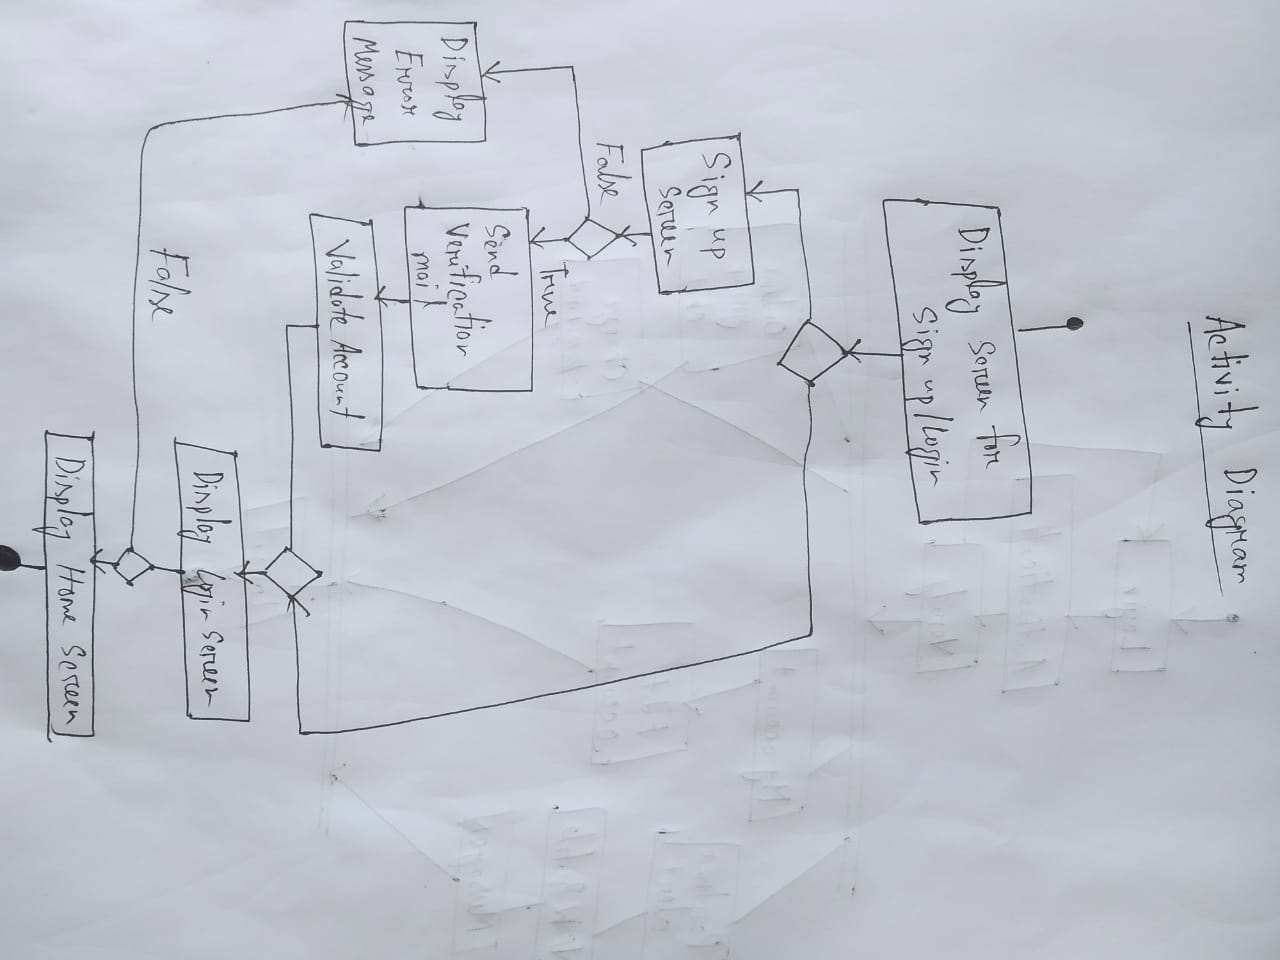 Activity Diagram
Display Screen for
Sign up/Login
Sign up
Screen
False
True
Display
Error
Message
Send
Verification
mail
Validate Account
Display Login Screen
False
Display Home Screen